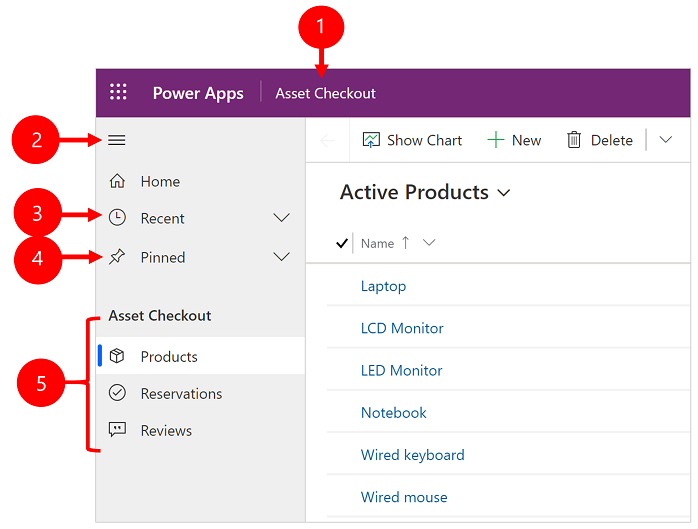 1
Power Apps Asset Checkout
2
Show Chart New Delete
Home
Active Products
3
Recent
Name
4
Pinned
Laptop
Asset Checkout
LCD Monitor
Products
LED Monitor
5
Reservations
Notebook
Reviews
Wired keyboard
Wired mouse